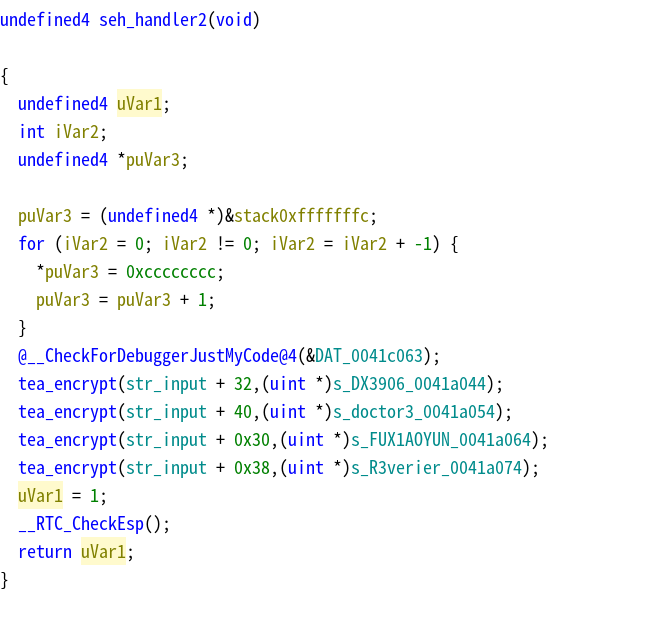 undefined4 seh_handler2(void)
{
undefined4 uVar1;
int iVar2;
undefined4 *puVar3;
puVar3 = (undefined4 *)&stack0xfffffffc;
for (iVar2 = 0; iVar2 != 0; iVar2 = iVar2 + -1) {
*puVar3 = 0xcccccccc;
puVar3 = puVar3 + 1;
}
@__CheckForDebuggerJustMyCode@4(&DAT_0041c063);
tea_encrypt(str_input + 32,(uint *)s_DX3906_0041a044);
tea_encrypt(str_input + 40,(uint *)s_doctor3_0041a054);
tea_encrypt(str_input + 0x30,(uint *)s_FUX1AOYUN_0041a064);
tea_encrypt(str_input + 0x38,(uint *)s_R3verier_0041a074);
uVar1 = 1;
__RTC_CheckEsp();
return uVar1;
}